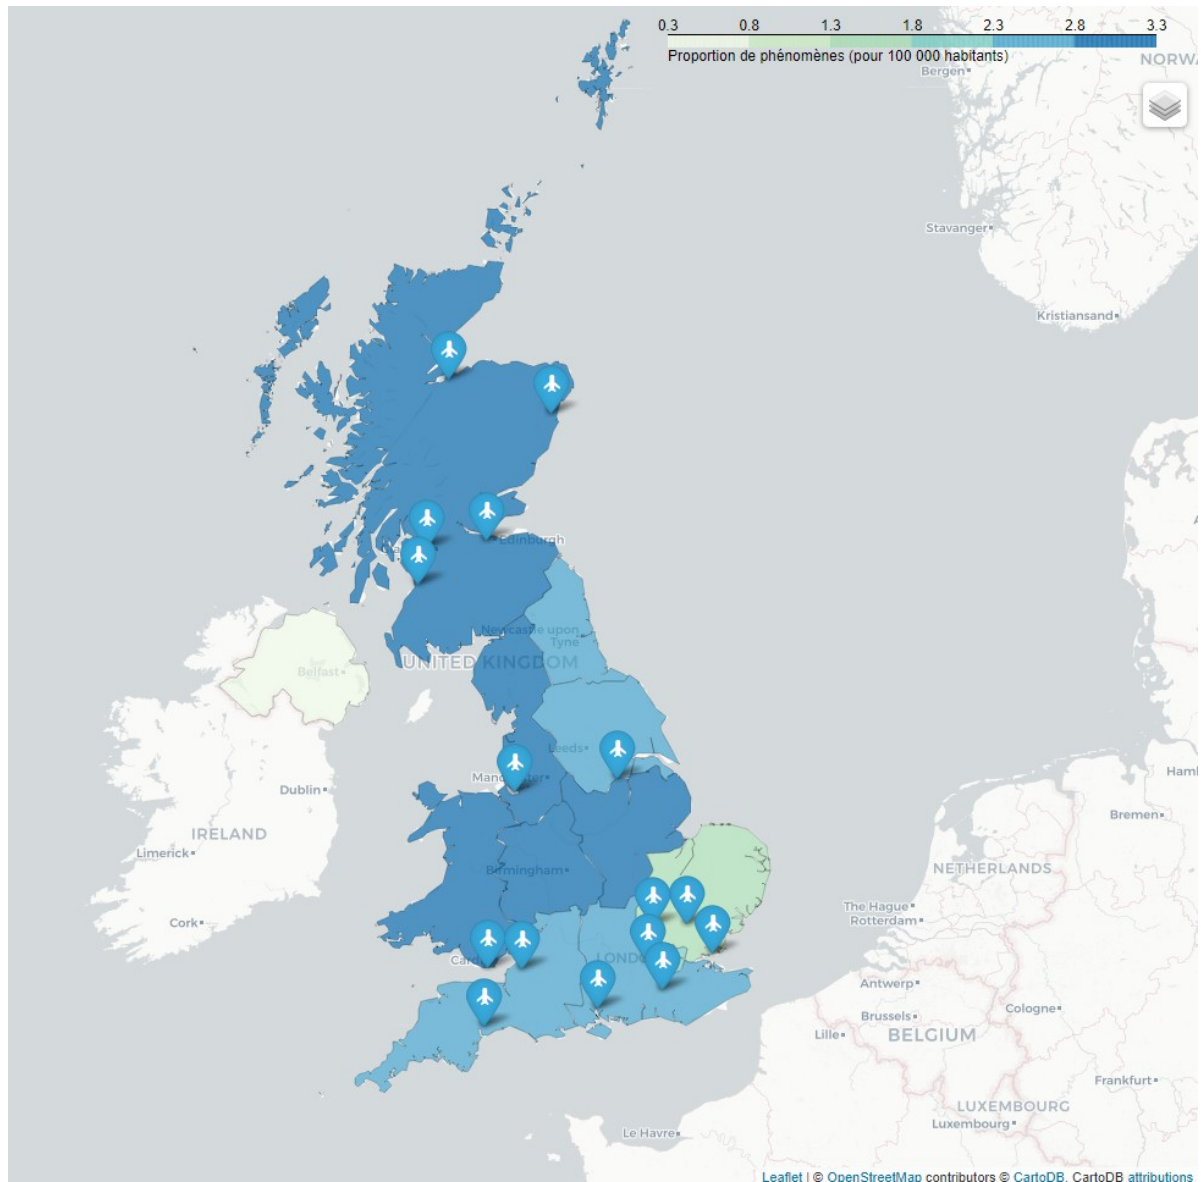 0.3 0.8 1.3 1.8 2.3 2.8 3.3
Proportion de phénomènes (pour 100 000 habitants)
Bergen
Stavanger
Kristiansand
Edinburgh
Newcastle upon
Tyne
UNITED KINGDOM
Belfast
Leeds
Dublin
IRELAND
Limerick
Birmingham
Bremen
NETHERLANDS
Cork
The Hague
Rotterdam
Antwerp
Cologne
Brussels
BELGIUM
Lille
Frankfurt
LUXEMBOURG
Luxembourg
Le Havre
Leaflet | © OpenStreetMap contributors © CartoDB, CartoDB attributions